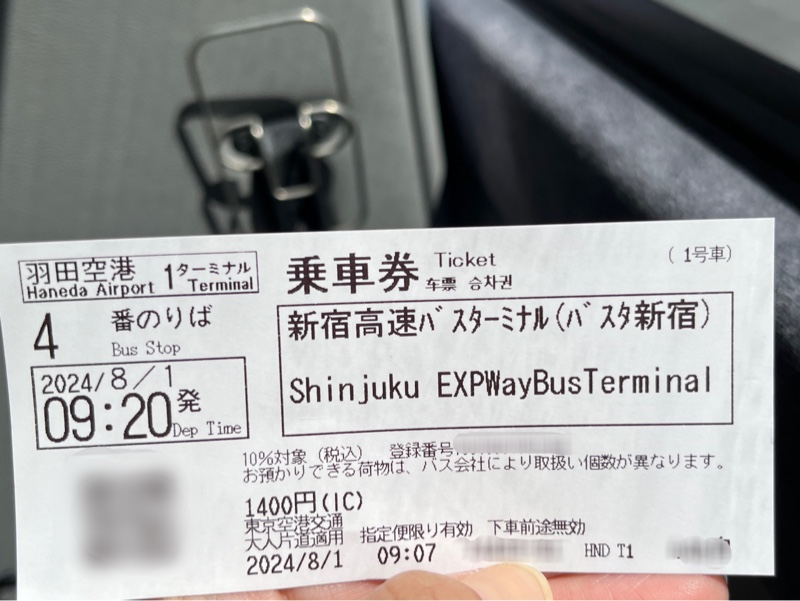 羽田空港 1ターミナル
Haneda Airport Terminal
4 番のりば
Bus Stop
2024/8/1
09:20発
Dep Time
乗車券 Ticket
车票 승차권
(1号車)
新宿高速バスターミナル(バスタ新宿)
Shinjuku EXPWayBusTerminal
10%対象(税込) 登録番号
お預かりできる荷物は、バス会社により取扱い個数が異なります。
1400円(IC)
東京空港交通
大人片道適用 指定便限り有効 下車前途無効
2024/8/1 09:07 HND T1